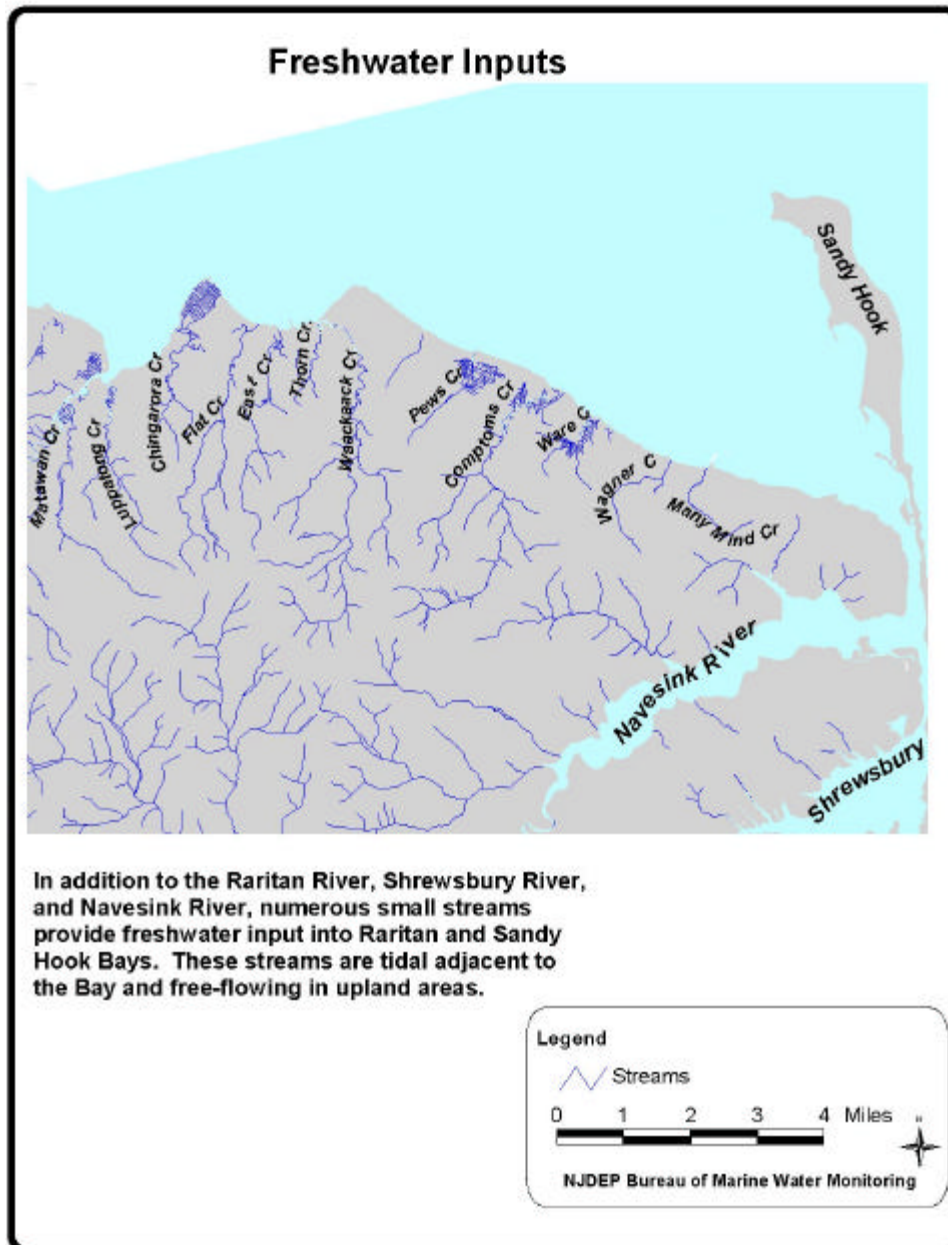 Freshwater Inputs
Sandy Hook
Matawan Cr
Luppatong Cr
Chingarora Cr
Flat Cr
East Cr
Thorn Cr.
Waackaack Cr
Pews Cr
Comptoms Cr
Ware C
Wagner C
Many Mind Cr
Navesink River
Shrewsbury
In addition to the Raritan River, Shrewsbury River,
and Navesink River, numerous small streams
provide freshwater input into Raritan and Sandy
Hook Bays. These streams are tidal adjacent to
the Bay and free-flowing in upland areas.
Legend
Streams
0 1 2 3 4 Miles
NJDEP Bureau of Marine Water Monitoring